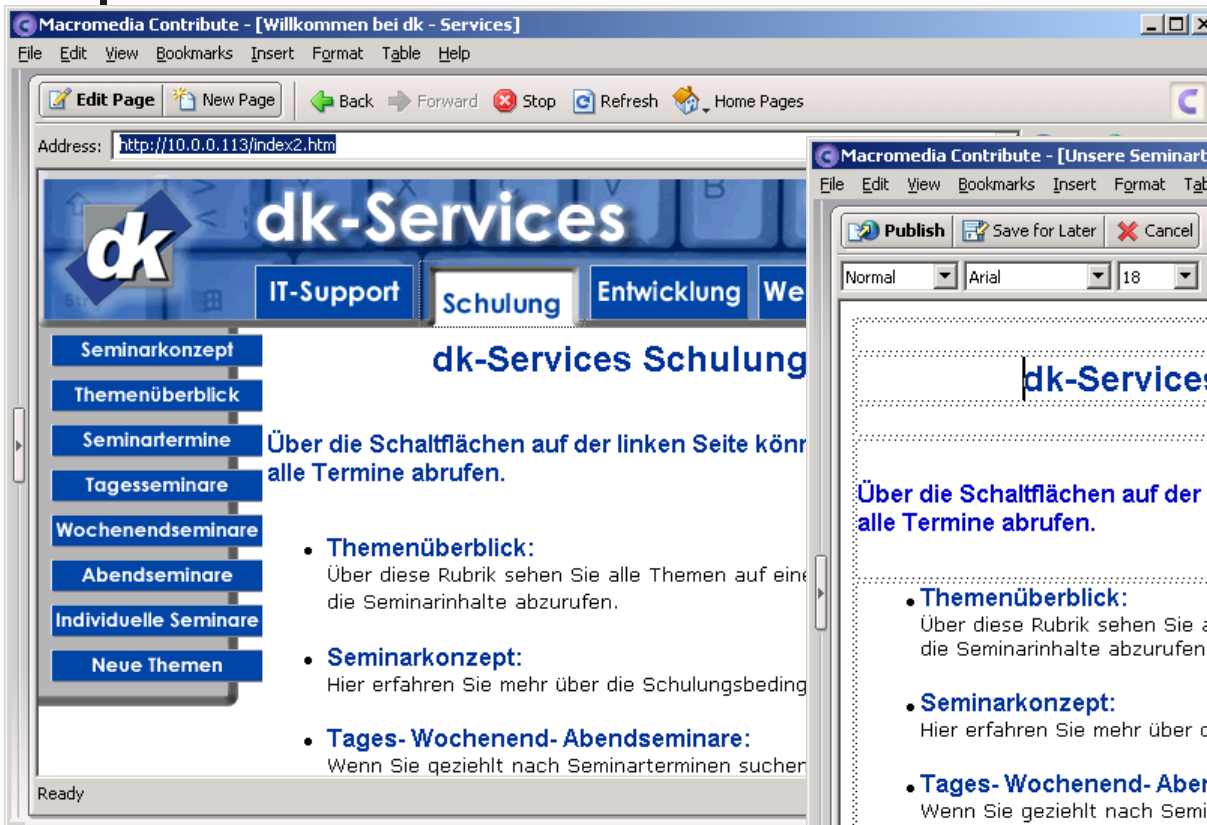 Macromedia Contribute - [Willkommen bei dk - Services]
File Edit View Bookmarks Insert Format Table Help
Edit Page New Page Back Forward Stop Refresh Home Pages
Address: http://10.0.0.113/index2.htm
dk
dk-Services
IT-Support Schulung Entwicklung We
Seminarkonzept
Themenüberblick
Seminartermine
Tagesseminare
Wochenendseminare
Abendseminare
Individuelle Seminare
Neue Themen
dk-Services Schulung
Über die Schaltflächen auf der linken Seite könn
alle Termine abrufen.
Themenüberblick:
Über diese Rubrik sehen Sie alle Themen auf eine
die Seminarinhalte abzurufen.
Seminarkonzept:
Hier erfahren Sie mehr über die Schulungsbeding
Tages- Wochenend- Abendseminare:
Wenn Sie geziehlt nach Seminarterminen suchen
Ready
Macromedia Contribute - [Unsere Seminart
File Edit View Bookmarks Insert Format Tab
Publish Save for Later Cancel
Normal Arial 18
dk-Services
Über die Schaltflächen auf der
alle Termine abrufen.
Themenüberblick:
Über diese Rubrik sehen Sie a
die Seminarinhalte abzurufen
Seminarkonzept:
Hier erfahren Sie mehr über d
Tages- Wochenend- Aben
Wenn Sie geziehlt nach Semi